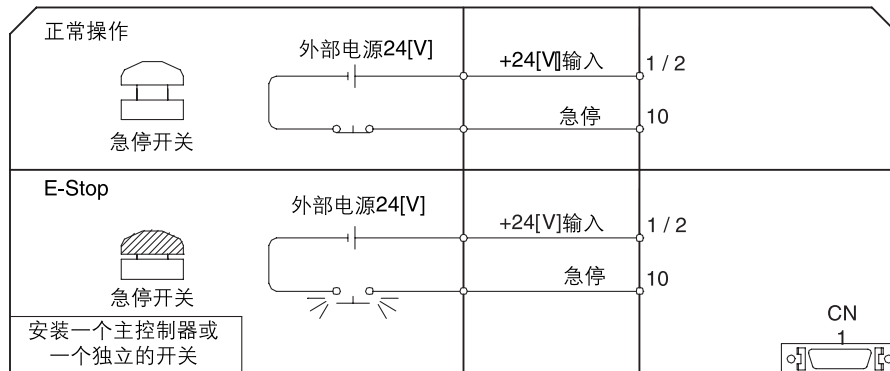 正常操作
外部电源24[V]
+24[V]输入
1 / 2
急停
10
急停开关
E-Stop
外部电源24[V]
+24[V]输入
1 / 2
急停
10
急停开关
安装一个主控制器或
一个独立的开关
CN
1